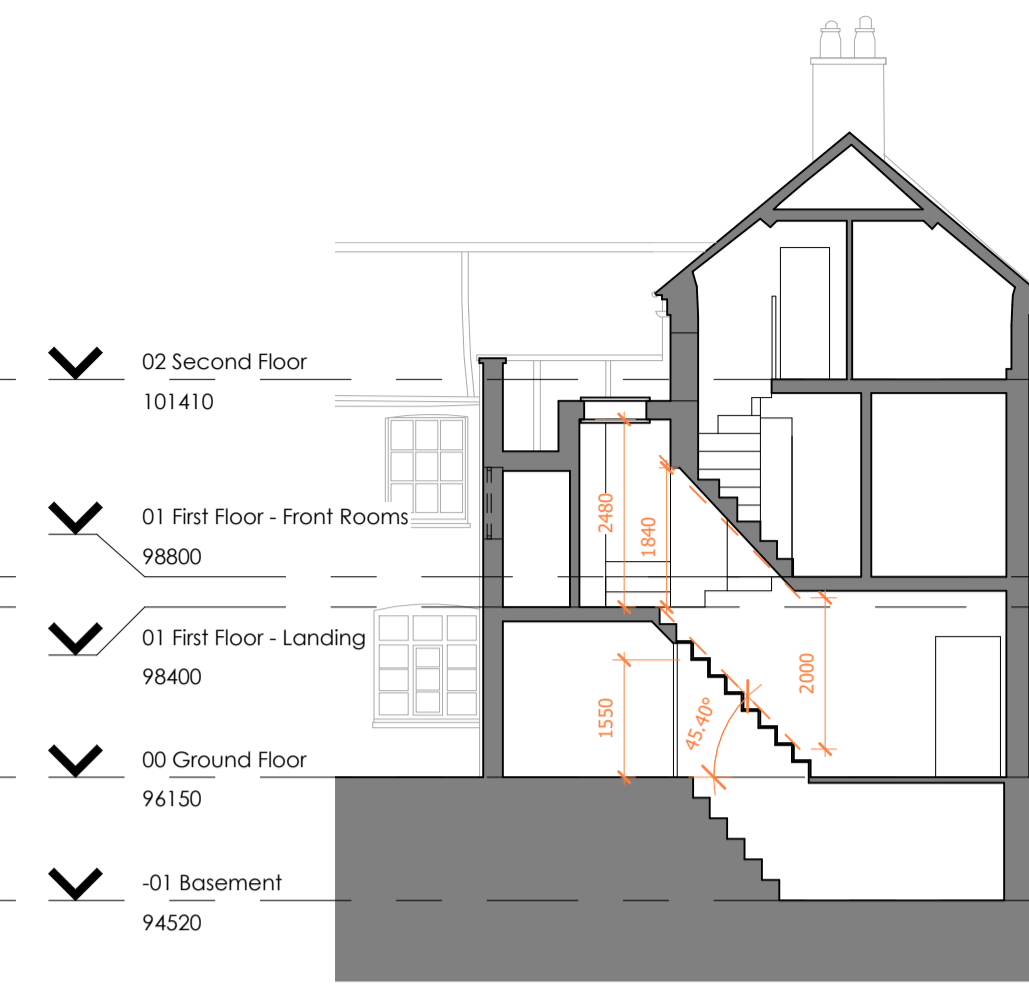 02 Second Floor
101410
01 First Floor - Front Rooms
98800
01 First Floor - Landing
98400
00 Ground Floor
96150
-01 Basement
94520
2480
1840
1550
2000
45.40°